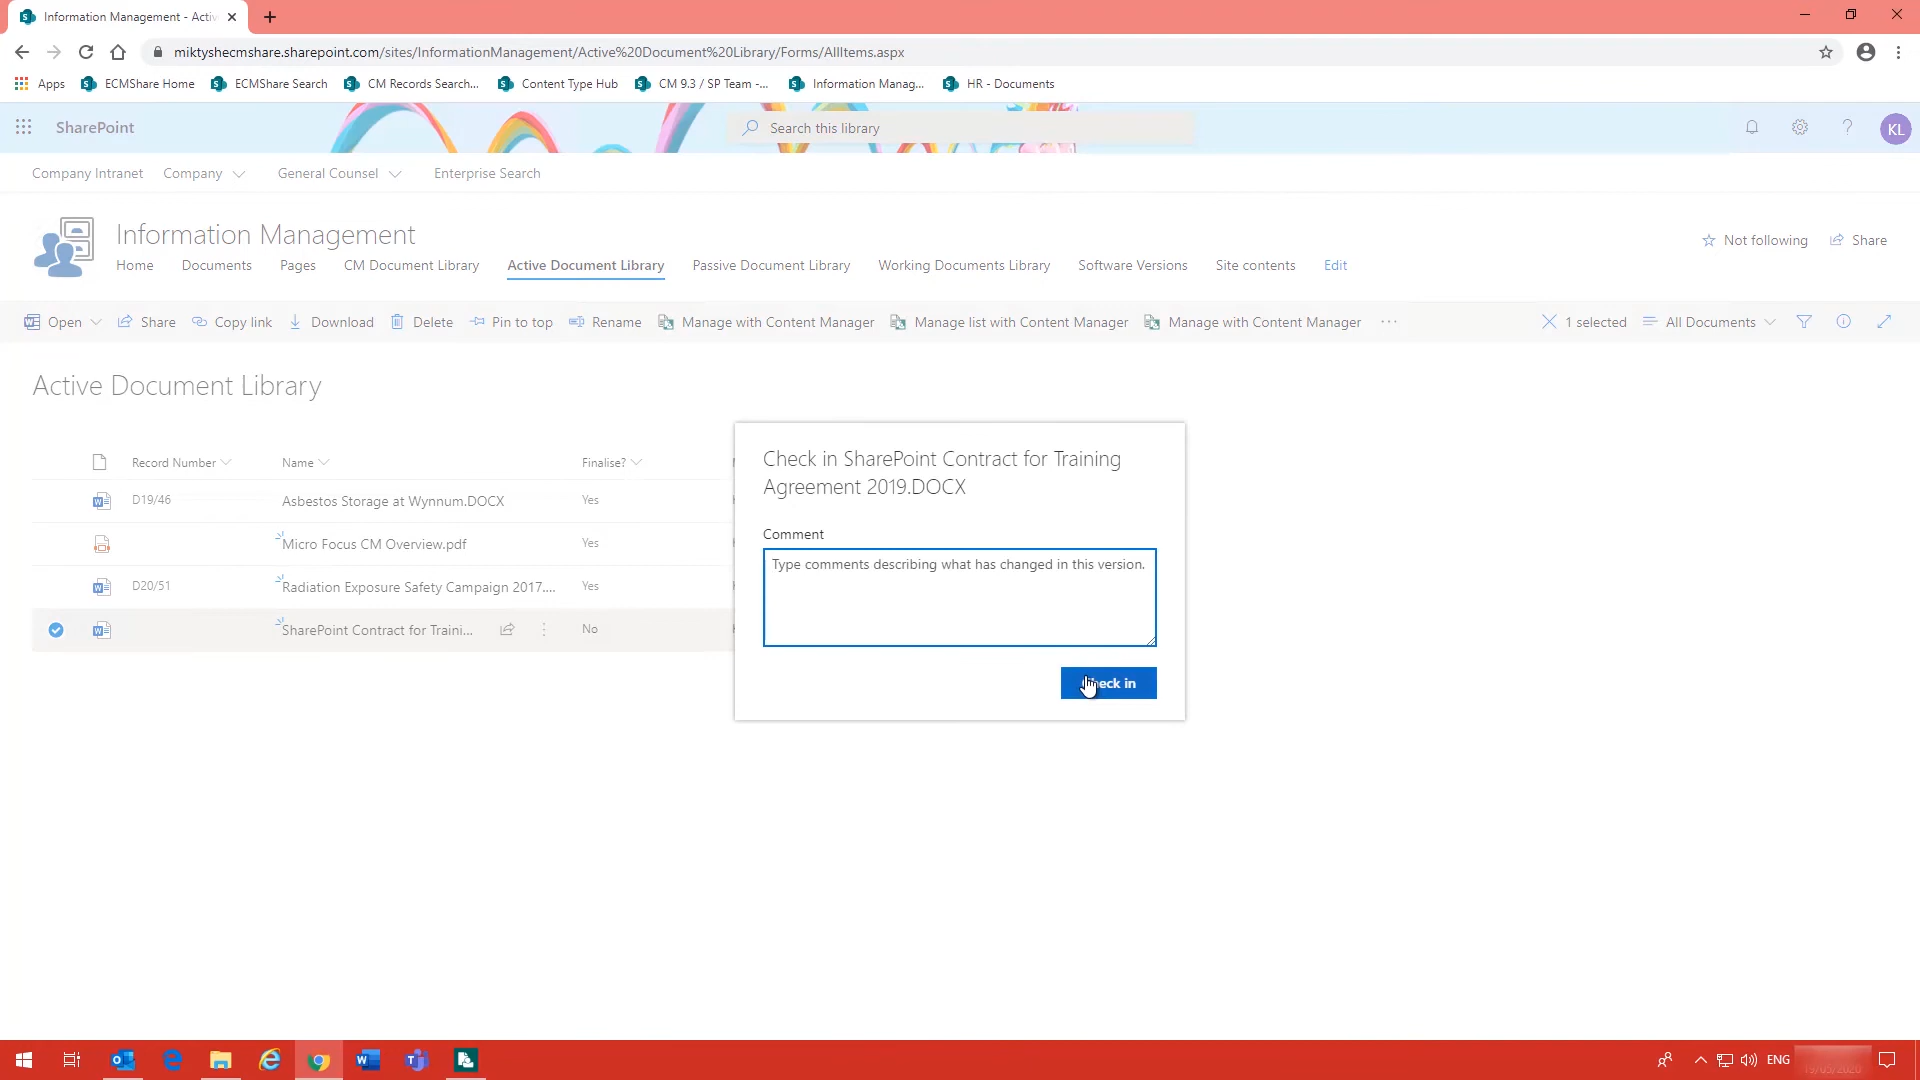 Information Management - Activ
miktyshecmshare.sharepoint.com/sites/InformationManagement/Active%20Document%20Library/Forms/AllItems.aspx
Apps ECMShare Home ECMShare Search CM Records Search... Content Type Hub CM 9.3 / SP Team -... Information Manag... HR - Documents
SharePoint Search this library ? KL
Company Intranet Company General Counsel Enterprise Search
Information Management
Not following Share
Home Documents Pages CM Document Library Active Document Library Passive Document Library Working Documents Library Software Versions Site contents Edit
Open Share Copy link Download Delete Pin to top Rename Manage with Content Manager Manage list with Content Manager Manage with Content Manager ... 1 selected All Documents
Active Document Library
Record Number Name Finalise?
D19/46 Asbestos Storage at Wynnum.DOCX Yes
Micro Focus CM Overview.pdf Yes
D20/51 Radiation Exposure Safety Campaign 2017.... Yes
SharePoint Contract for Traini... No
Check in SharePoint Contract for Training
Agreement 2019.DOCX
Comment
Type comments describing what has changed in this version.
Check in
ENG